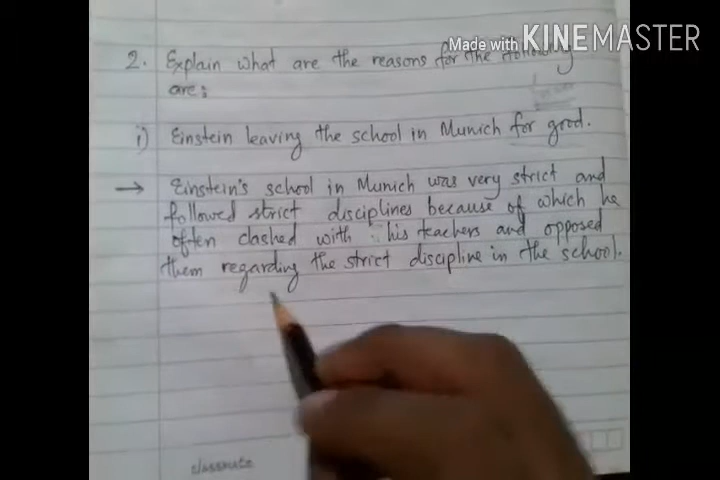 Made with KINEMASTER
2. Explain what are the reasons for the following
are:
i) Einstein leaving the school in Munich for good.
→ Einstein's school in Munich was very strict and
followed strict disciplines because of which he
often clashed with his teachers and opposed
them regarding the strict discipline in the school.
classmate